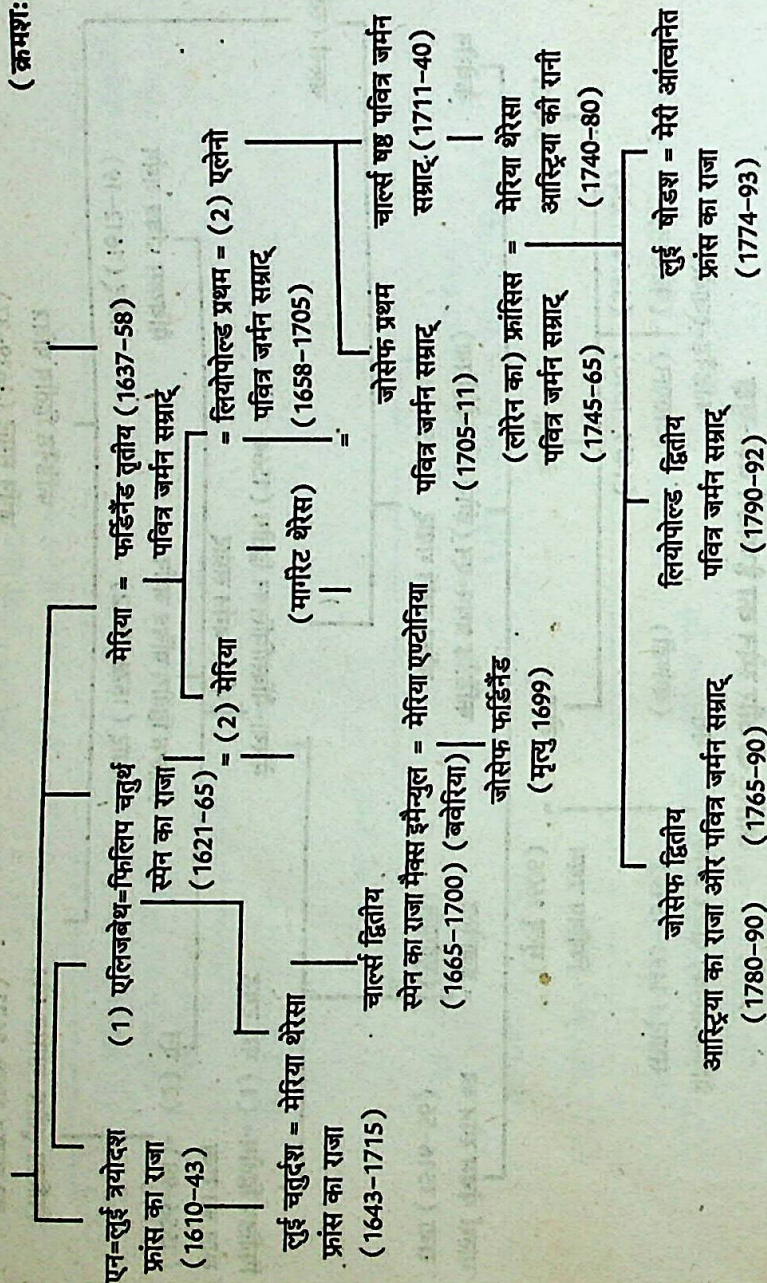 (क्रमशः
एन=लुई त्रयोदश
फ्रांस का राजा
(1610-43)
(1) एलिजबेथ=फिलिप चतुर्थ
स्पेन का राजा
(1621-65)
= (2) मेरिया
मेरिया = फर्डिनैंड तृतीय (1637-58)
पवित्र जर्मन सम्राट्
= लियोपोल्ड प्रथम = (2) एलेनो
पवित्र जर्मन सम्राट्
(1658-1705)
(मार्गरेट थेरेस)
=
लुई चतुर्दश = मेरिया थेरेसा
फ्रांस का राजा
(1643-1715)
चार्ल्स द्वितीय
स्पेन का राजा मैक्स इमैन्युल = मेरिया एण्टोनिया
(1665-1700) (बवेरिया)
जोसेफ फर्डिनैंड
(मृत्यु 1699)
जोसेफ प्रथम
पवित्र जर्मन सम्राट्
(1705-11)
चार्ल्स षष्ठ पवित्र जर्मन
सम्राट् (1711-40)
(लोरेन का) फ्रांसिस = मेरिया थेरेसा
पवित्र जर्मन सम्राट्
(1745-65)
आस्ट्रिया की रानी
(1740-80)
जोसेफ द्वितीय
आस्ट्रिया का राजा और पवित्र जर्मन सम्राट्
(1780-90) (1765-90)
लियोपोल्ड द्वितीय
पवित्र जर्मन सम्राट्
(1790-92)
लुई षोडश = मेरी आंत्वानेत
फ्रांस का राजा
(1774-93)